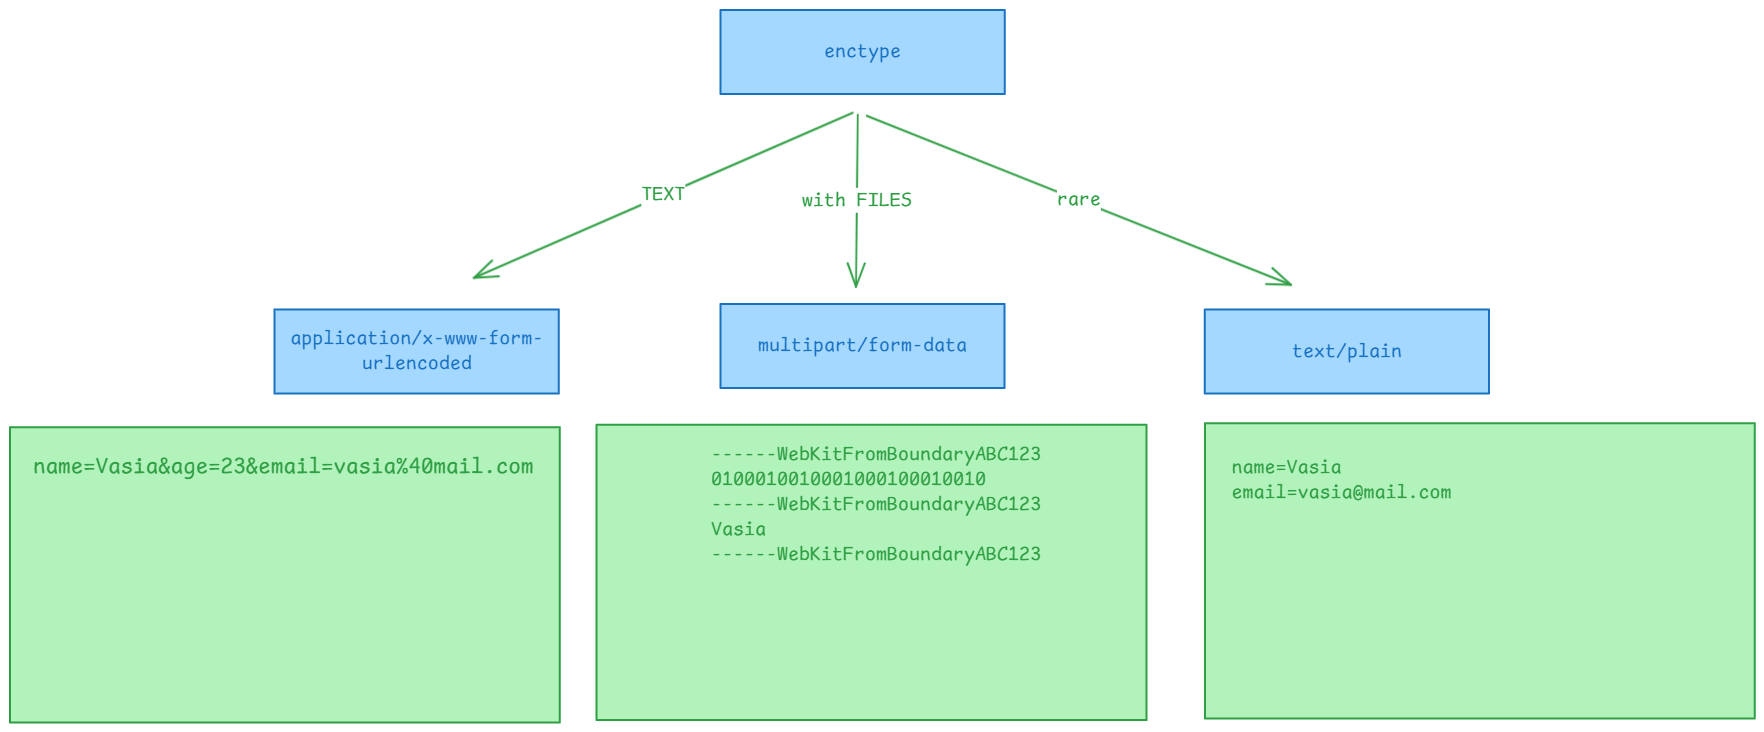 enctype
TEXT
with FILES
rare
application/x-www-form-
urlencoded
multipart/form-data
text/plain
name=Vasia&age=23&email=vasia%40mail.com
------WebKitFromBoundaryABC123
0100010010001000100010010
------WebKitFromBoundaryABC123
Vasia
------WebKitFromBoundaryABC123
name=Vasia
email=vasia@mail.com